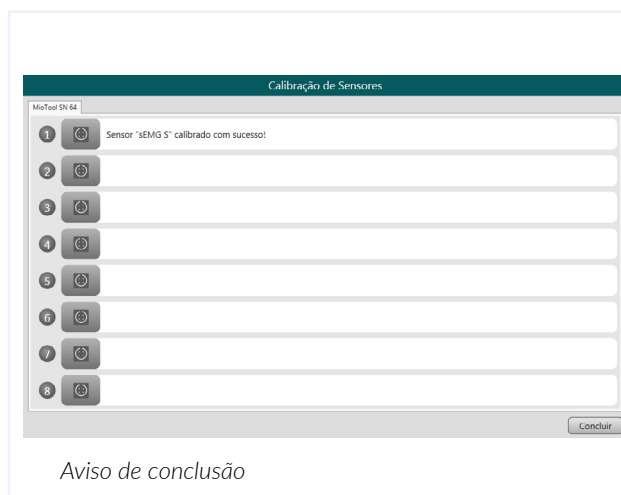 Calibração de Sensores
MioTool SN 64
1 Sensor "sEMG S" calibrado com sucesso!
2
3
4
5
6
7
8
Concluir
Aviso de conclusão